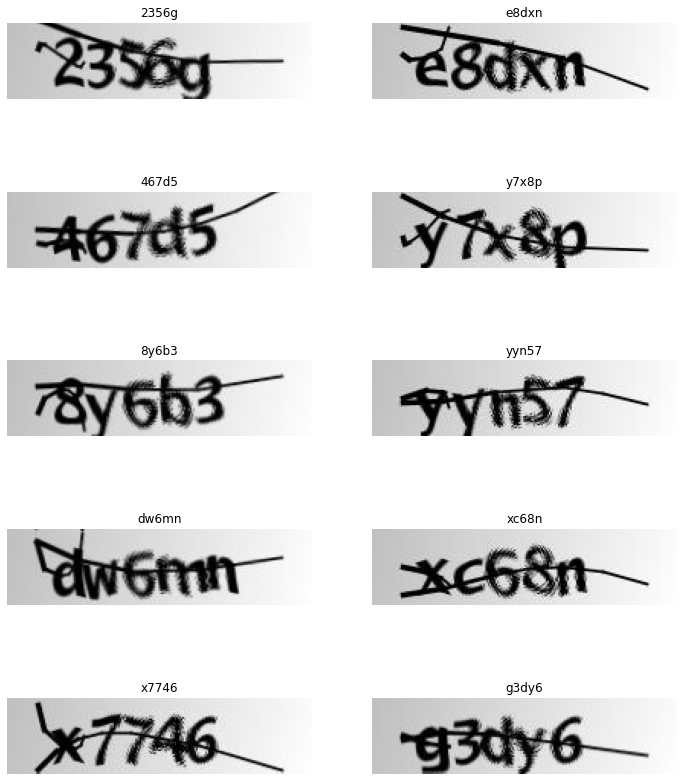 2356g e8dxn
2356g e8dxn
467d5 y7x8p
467d5 y7x8p
8y6b3 yyn57
8y6b3 yyn57
dw6mn xc68n
dw6mn xc68n
x7746 g3dy6
x7746 g3dy6